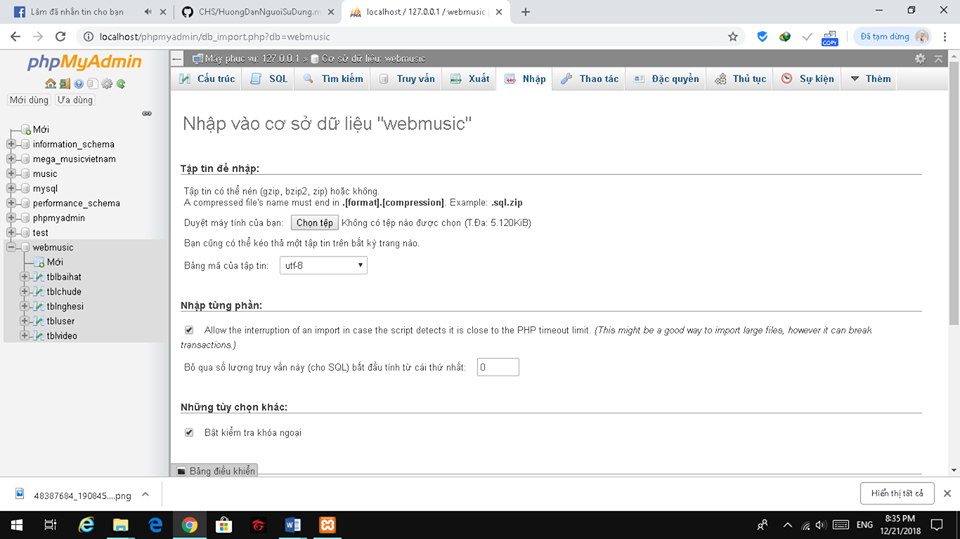 Lâm đã nhắn tin cho bạn
CHS/HuongDanNguoiSuDung.m
localhost / 127.0.0.1 / webmusic |
localhost/phpmyadmin/db_import.php?db=webmusic
COPY
Đã tạm dừng
phpMyAdmin
Mới dùng
Ưa dùng
Mới
information_schema
mega_musicvietnam
music
mysql
performance_schema
phpmyadmin
test
webmusic
Mới
tblbaihat
tblchude
tblnghesi
tbluser
tblvideo
Máy phục vụ: 127.0.0.1 » Cơ sở dữ liệu: webmusic
Cấu trúc
SQL
Tìm kiếm
Truy vấn
Xuất
Nhập
Thao tác
Đặc quyền
Thủ tục
Sự kiện
Thêm
Nhập vào cơ sở dữ liệu "webmusic"
Tập tin để nhập:
Tập tin có thể nén (gzip, bzip2, zip) hoặc không.
A compressed file's name must end in .[format].[compression]. Example: .sql.zip
Duyệt máy tính của bạn: Chọn tệp Không có tệp nào được chọn (T.Đa: 5.120KiB)
Bạn cũng có thể kéo thả một tập tin trên bất kỳ trang nào.
Bảng mã của tập tin: utf-8
Nhập từng phần:
Allow the interruption of an import in case the script detects it is close to the PHP timeout limit. (This might be a good way to import large files, however it can break
transactions.)
Bỏ qua số lượng truy vấn này (cho SQL) bắt đầu tính từ cái thứ nhất: 0
Những tùy chọn khác:
Bật kiểm tra khóa ngoại
Bảng điều khiển
48387684_190845....png
Hiển thị tất cả
ENG
8:35 PM
12/21/2018